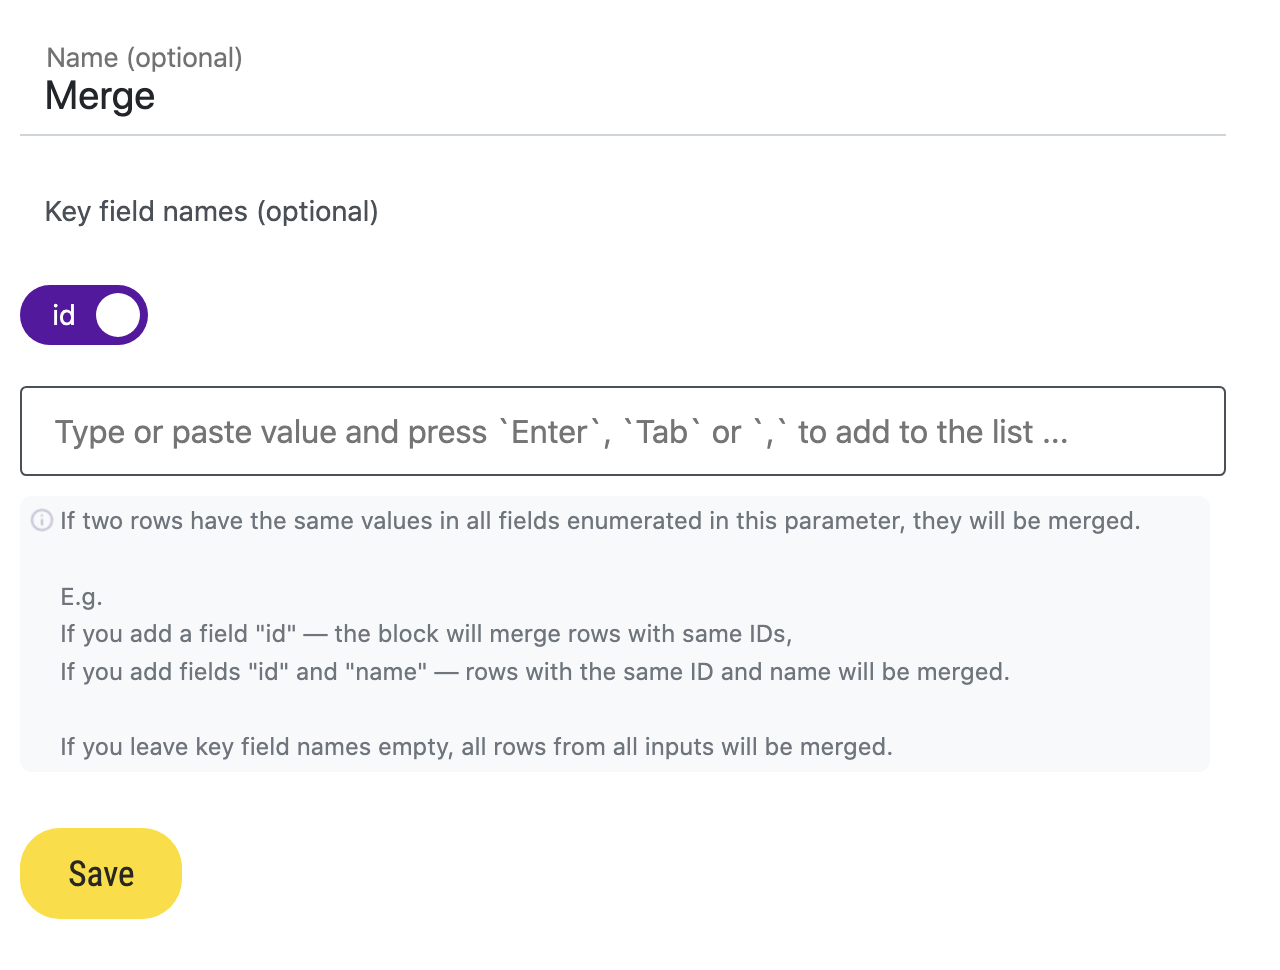 Name (optional)
Merge
Key field names (optional)
id
Type or paste value and press `Enter`, `Tab` or `,` to add to the list ...
If two rows have the same values in all fields enumerated in this parameter, they will be merged.
E.g.
If you add a field "id" — the block will merge rows with same IDs,
If you add fields "id" and "name" — rows with the same ID and name will be merged.
If you leave key field names empty, all rows from all inputs will be merged.
Save